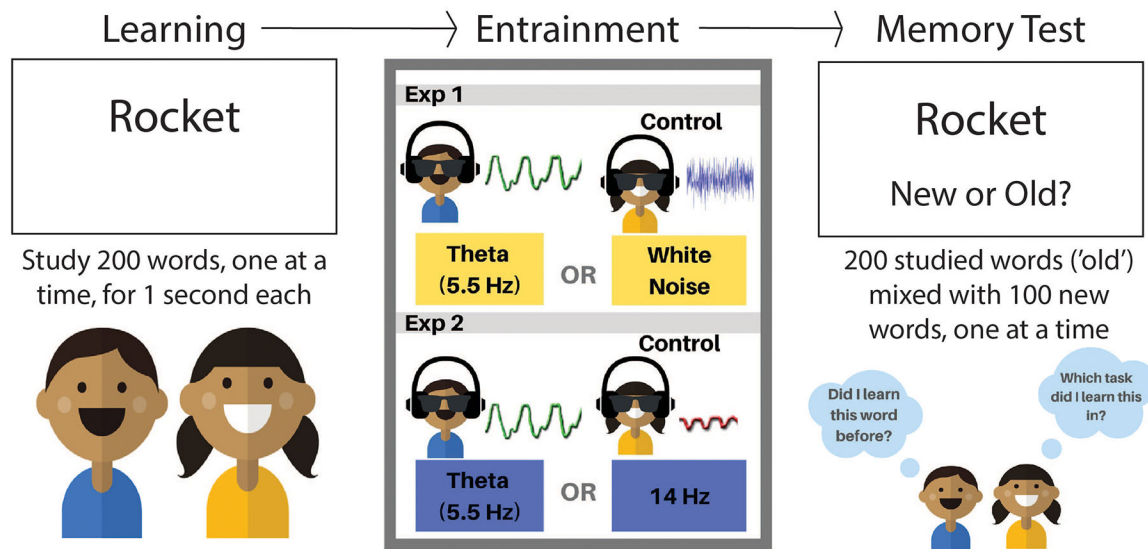 Learning
Entrainment
Memory Test
Rocket
Study 200 words, one at a
time, for 1 second each
Exp 1
Control
Theta
(5.5 Hz)
OR
White
Noise
Exp 2
Control
Theta
(5.5 Hz)
OR
14 Hz
Rocket
New or Old?
200 studied words ('old')
mixed with 100 new
words, one at a time
Did I learn
this word
before?
Which task
did I learn this
in?